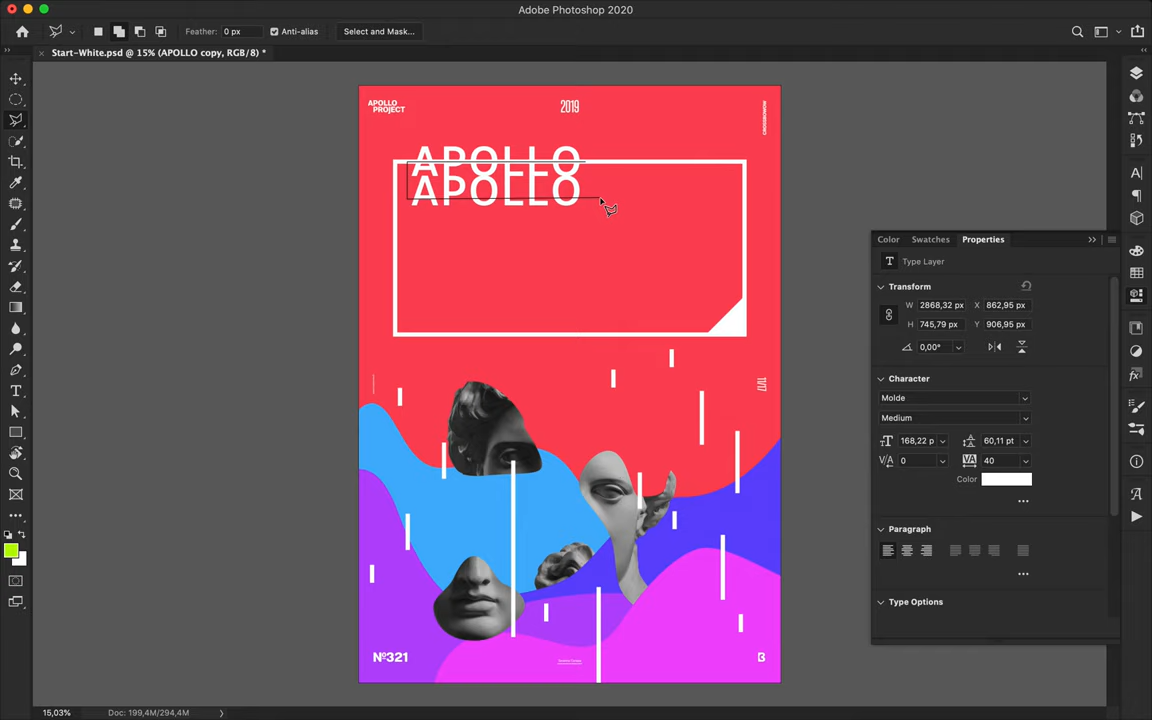 Adobe Photoshop 2020
Feather: 0 px Anti-alias Select and Mask...
Start-White.psd @ 15% (APOLLO copy, RGB/8) *
APOLLO
PROJECT
2019
CROSSBOWORD
APOLLO
APOLLO
11/17
№321
B
Color Swatches Properties
T Type Layer
Transform
W 2868,32 px X 862,95 px
H 745,79 px Y 906,95 px
0,00°
Character
Molde
Medium
168,22 p 60,11 pt
0 40
Color
Paragraph
Type Options
15,03% Doc: 199,4M/294,4M